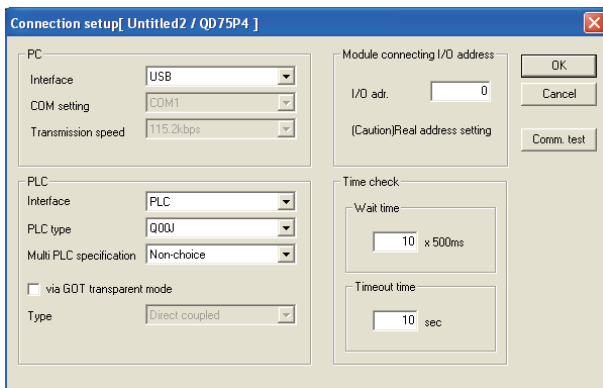 Connection setup[ Untitled2 / QD75P4 ]
PC
Interface USB
COM setting COM1
Transmission speed 115.2kbps
Module connecting I/O address
I/O adr. 0
(Caution)Real address setting
OK
Cancel
Comm. test
PLC
Interface PLC
PLC type Q00J
Multi PLC specification Non-choice
via GOT transparent mode
Type Direct coupled
Time check
Wait time
10 x 500ms
Timeout time
10 sec